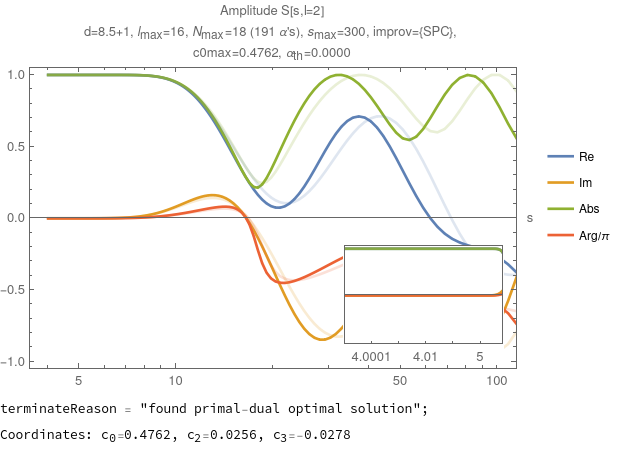 Amplitude S[s,l=2]
d=8.5+1, lmax=16, Nmax=18 (191 α's), smax=300, improv={SPC},
c0max=0.4762, αth=0.0000
1.0
0.5
0.0
−0.5
−1.0
5
10
50
100
s
4.0001
4.01
5
Re
Im
Abs
Arg/π
terminateReason = "found primal-dual optimal solution";
Coordinates: c0=0.4762, c2=0.0256, c3=-0.0278